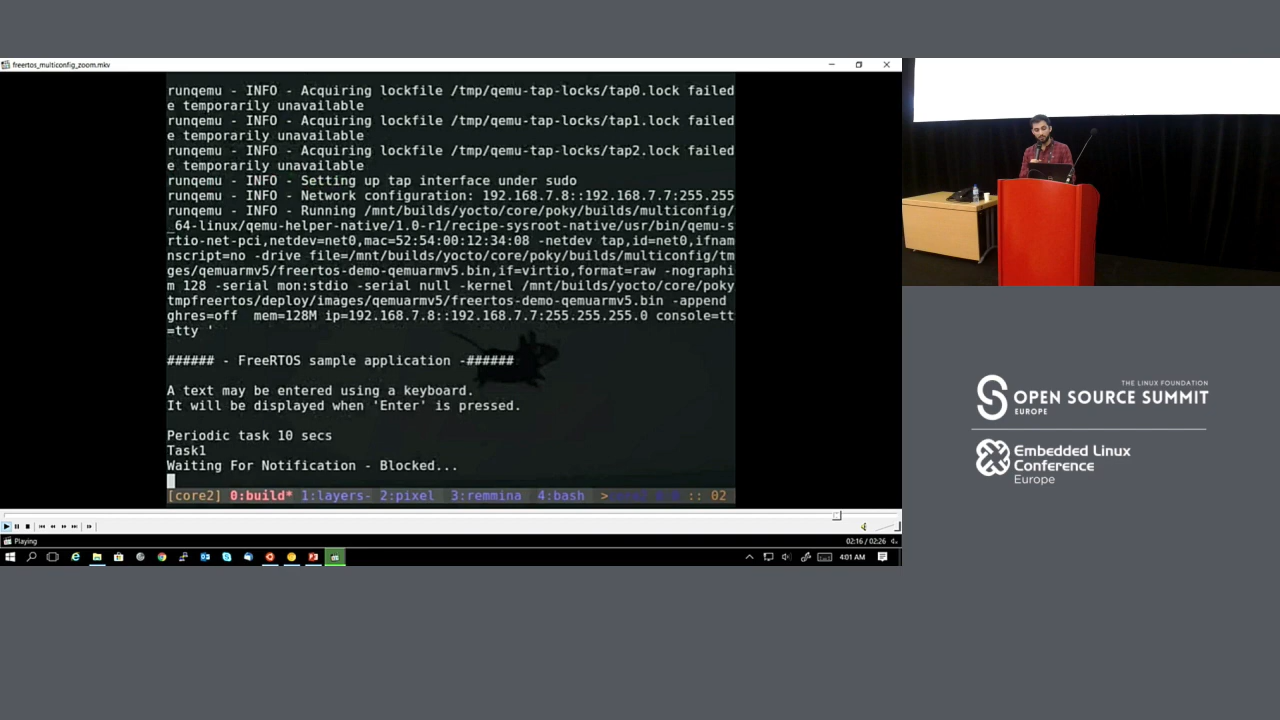 freertos_multiconfig_zoom.mkv
runqemu - INFO - Acquiring lockfile /tmp/qemu-tap-locks/tap0.lock failed
e temporarily unavailable
runqemu - INFO - Acquiring lockfile /tmp/qemu-tap-locks/tap1.lock failed
e temporarily unavailable
runqemu - INFO - Acquiring lockfile /tmp/qemu-tap-locks/tap2.lock failed
e temporarily unavailable
runqemu - INFO - Setting up tap interface under sudo
runqemu - INFO - Network configuration: 192.168.7.8::192.168.7.7:255.255
runqemu - INFO - Running /mnt/builds/yocto/core/poky/builds/multiconfig/
_64-linux/qemu-helper-native/1.0-r1/recipe-sysroot-native/usr/bin/qemu-s
rtio-net-pci,netdev=net0,mac=52:54:00:12:34:08 -netdev tap,id=net0,ifnam
nscript=no -drive file=/mnt/builds/yocto/core/poky/builds/multiconfig/tm
ges/qemuarmv5/freertos-demo-qemuarmv5.bin,if=virtio,format=raw -nographi
m 128 -serial mon:stdio -serial null -kernel /mnt/builds/yocto/core/poky
tmpfreertos/deploy/images/qemuarmv5/freertos-demo-qemuarmv5.bin -append
ghres=off  mem=128M ip=192.168.7.8::192.168.7.7:255.255.255.0 console=tt
=tty '
###### - FreeRTOS sample application -######
A text may be entered using a keyboard.
It will be displayed when 'Enter' is pressed.
Periodic task 10 secs
Task1
Waiting For Notification - Blocked...
[core2] 0:build* 1:layers- 2:pixel 3:remmina 4:bash > :: 02
Playing
02:16 / 02:26
4:01 AM
THE LINUX FOUNDATION
OPEN SOURCE SUMMIT
EUROPE
Embedded Linux
Conference
Europe